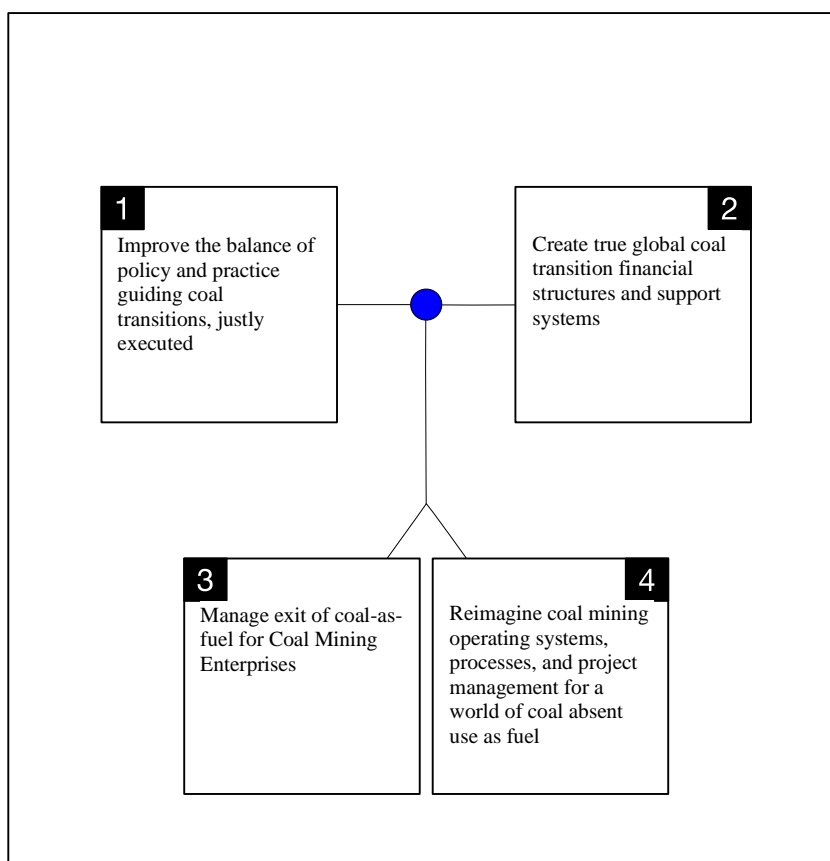 1
Improve the balance of
policy and practice
guiding coal
transitions, justly
executed
2
Create true global coal
transition financial
structures and support
systems
3
Manage exit of coal-as-
fuel for Coal Mining
Enterprises
4
Reimagine coal mining
operating systems,
processes, and project
management for a
world of coal absent
use as fuel